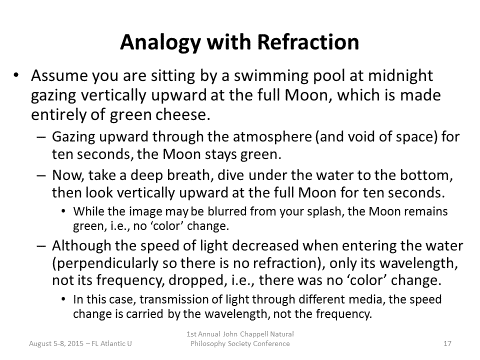 Analogy with Refraction
• Assume you are sitting by a swimming pool at midnight
gazing vertically upward at the full Moon, which is made
entirely of green cheese.
– Gazing upward through the atmosphere (and void of space) for
ten seconds, the Moon stays green.
– Now, take a deep breath, dive under the water to the bottom,
then look vertically upward at the full Moon for ten seconds.
• While the image may be blurred from your splash, the Moon remains
green, i.e., no ‘color’ change.
– Although the speed of light decreased when entering the water
(perpendicularly so there is no refraction), only its wavelength,
not its frequency, dropped, i.e., there was no ‘color’ change.
• In this case, transmission of light through different media, the speed
change is carried by the wavelength, not the frequency.
August 5-8, 2015 – FL Atlantic U
1st Annual John Chappell Natural
Philosophy Society Conference
17